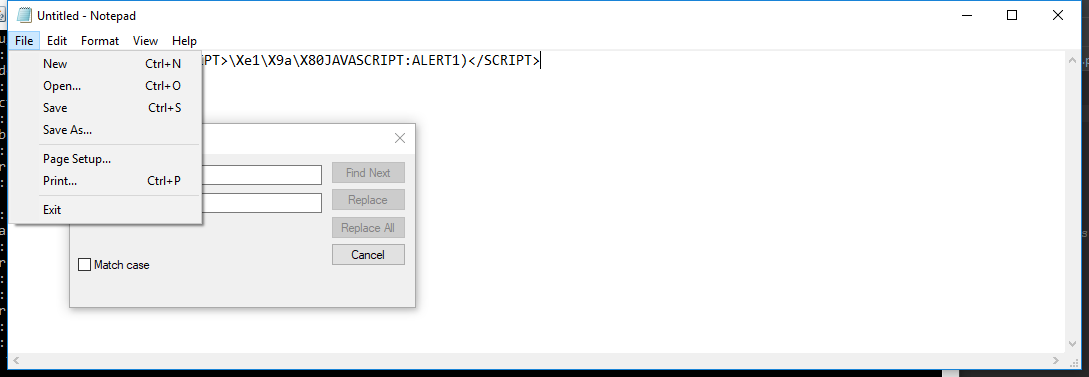 Untitled - Notepad
File Edit Format View Help
New Ctrl+N
PT>\Xe1\X9a\X80JAVASCRIPT:ALERT1)</SCRIPT>
Open... Ctrl+O
Save Ctrl+S
Save As...
Page Setup...
Print... Ctrl+P
Exit
Find Next
Replace
Replace All
Cancel
Match case